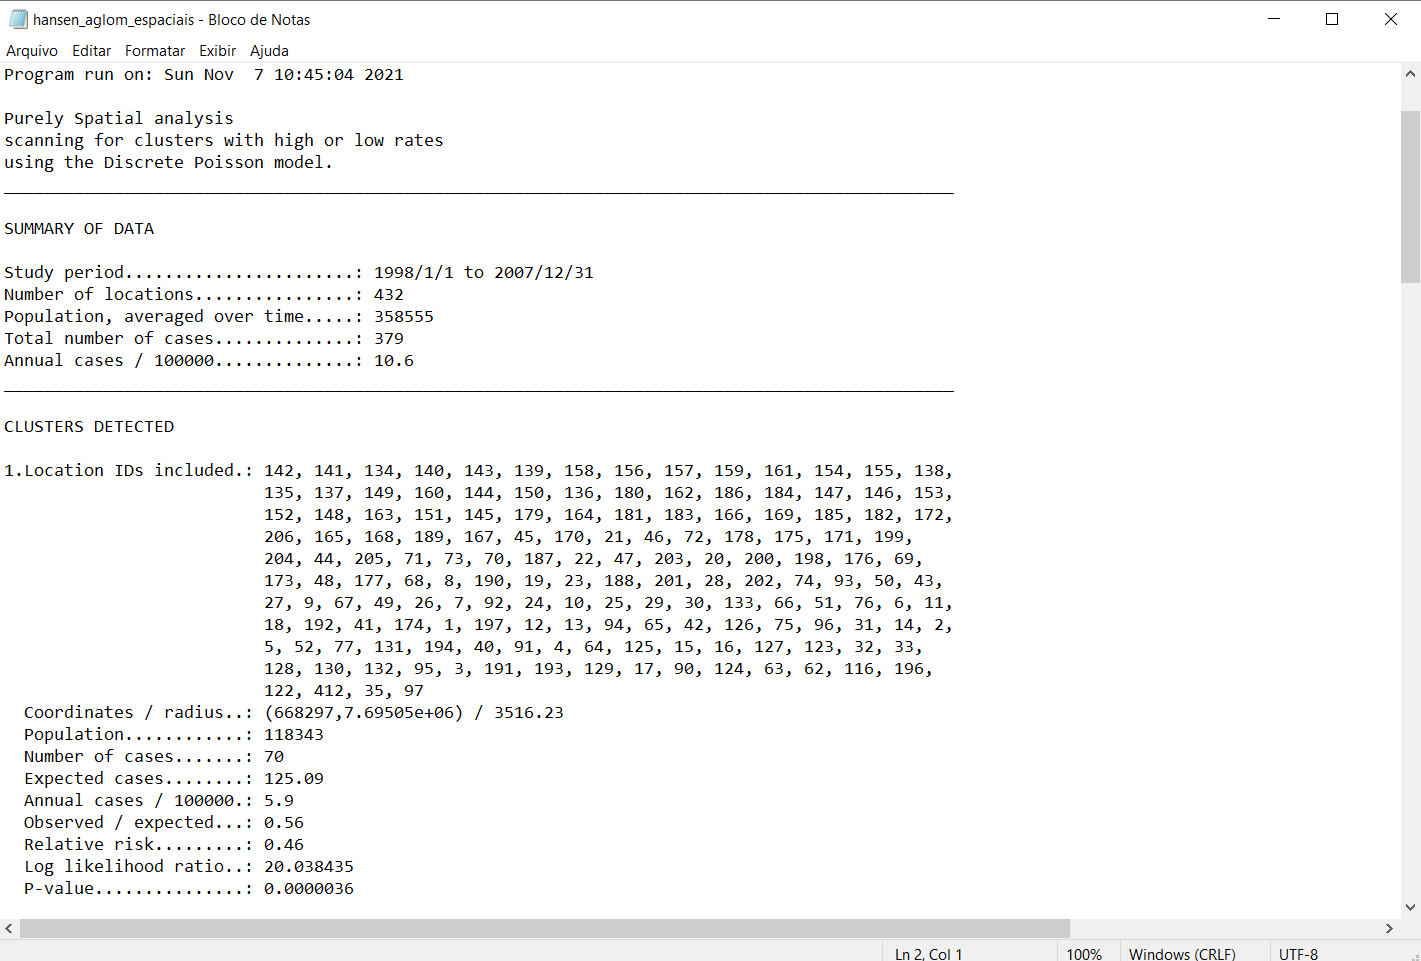 hansen_aglom_espaciais - Bloco de Notas
Arquivo Editar Formatar Exibir Ajuda
Program run on: Sun Nov  7 10:45:04 2021
Purely Spatial analysis
scanning for clusters with high or low rates
using the Discrete Poisson model.
_______________________________________________________________________________________________
SUMMARY OF DATA
Study period.......................: 1998/1/1 to 2007/12/31
Number of locations................: 432
Population, averaged over time.....: 358555
Total number of cases..............: 379
Annual cases / 100000..............: 10.6
_______________________________________________________________________________________________
CLUSTERS DETECTED
1.Location IDs included.: 142, 141, 134, 140, 143, 139, 158, 156, 157, 159, 161, 154, 155, 138,
135, 137, 149, 160, 144, 150, 136, 180, 162, 186, 184, 147, 146, 153,
152, 148, 163, 151, 145, 179, 164, 181, 183, 166, 169, 185, 182, 172,
206, 165, 168, 189, 167, 45, 170, 21, 46, 72, 178, 175, 171, 199,
204, 44, 205, 71, 73, 70, 187, 22, 47, 203, 20, 200, 198, 176, 69,
173, 48, 177, 68, 8, 190, 19, 23, 188, 201, 28, 202, 74, 93, 50, 43,
27, 9, 67, 49, 26, 7, 92, 24, 10, 25, 29, 30, 133, 66, 51, 76, 6, 11,
18, 192, 41, 174, 1, 197, 12, 13, 94, 65, 42, 126, 75, 96, 31, 14, 2,
5, 52, 77, 131, 194, 40, 91, 4, 64, 125, 15, 16, 127, 123, 32, 33,
128, 130, 132, 95, 3, 191, 193, 129, 17, 90, 124, 63, 62, 116, 196,
122, 412, 35, 97
Coordinates / radius..: (668297,7.69505e+06) / 3516.23
Population............: 118343
Number of cases.......: 70
Expected cases........: 125.09
Annual cases / 100000.: 5.9
Observed / expected...: 0.56
Relative risk.........: 0.46
Log likelihood ratio..: 20.038435
P-value...............: 0.0000036
Ln 2, Col 1 100% Windows (CRLF) UTF-8